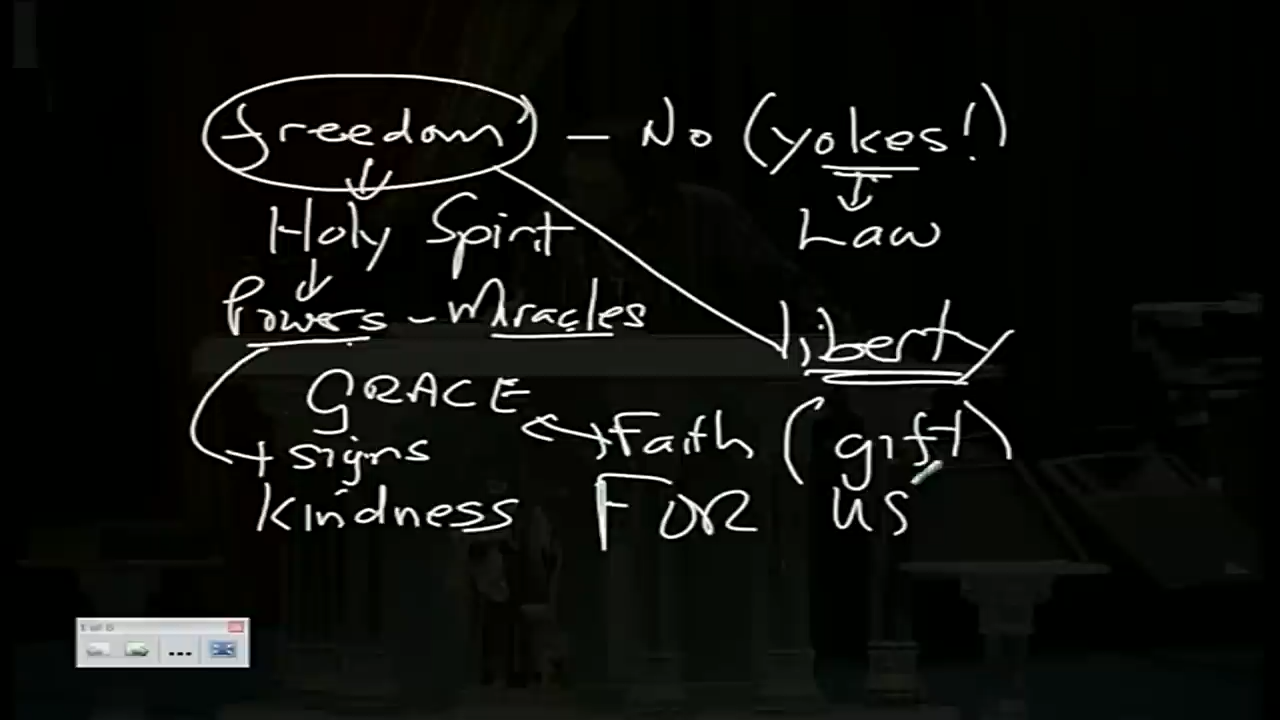 freedom — No (yokes!)
Holy Spirit Law
Powers - Miracles
liberty
GRACE
Faith (gift)
+ signs
kindness FOR us